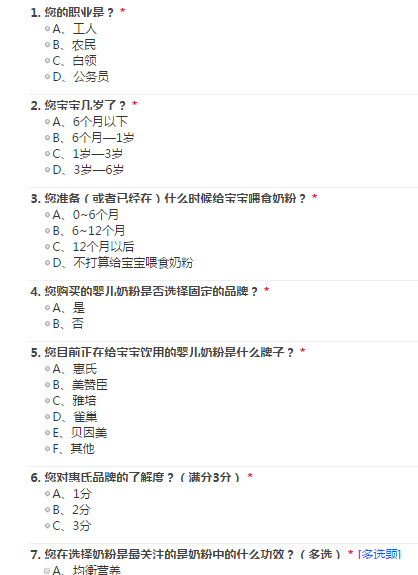 1. 您的职业是？ *
A、工人
B、农民
C、白领
D、公务员
2. 您宝宝几岁了？ *
A、6个月以下
B、6个月—1岁
C、1岁—3岁
D、3岁—6岁
3. 您准备（或者已经在）什么时候给宝宝喂食奶粉？ *
A、0~6个月
B、6~12个月
C、12个月以后
D、不打算给宝宝喂食奶粉
4. 您购买的婴儿奶粉是否选择固定的品牌？ *
A、是
B、否
5. 您目前正在给宝宝饮用的婴儿奶粉是什么牌子？ *
A、惠氏
B、美赞臣
C、雅培
D、雀巢
E、贝因美
F、其他
6. 您对惠氏品牌的了解度？（满分3分） *
A、1分
B、2分
C、3分
7. 您在选择奶粉是最关注的是奶粉中的什么功效？（多选） * [多选题]
A、均衡营养